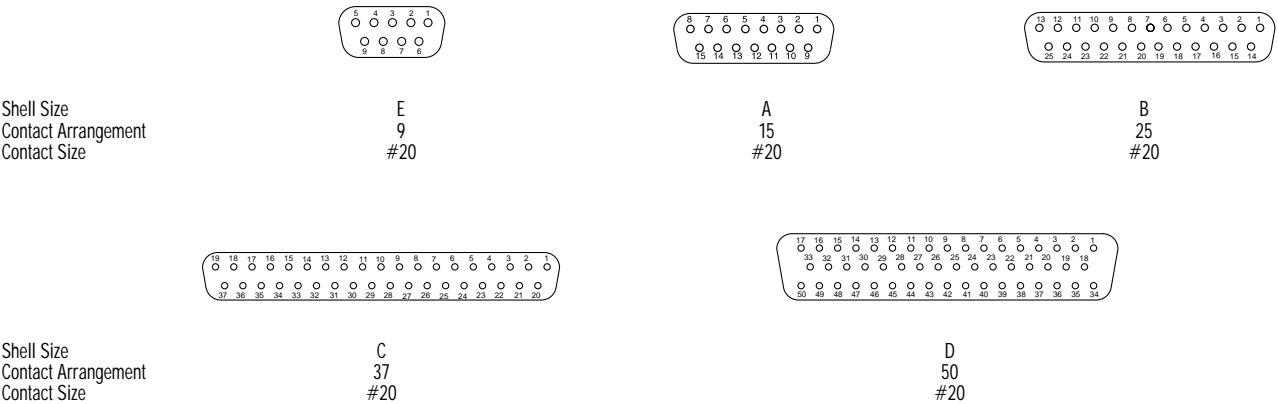 5 4 3 2 1
9 8 7 6
8 7 6 5 4 3 2 1
15 14 13 12 11 10 9
13 12 11 10 9 8 7 6 5 4 3 2 1
25 24 23 22 21 20 19 18 17 16 15 14
Shell Size E A B
Contact Arrangement 9 15 25
Contact Size #20 #20 #20
19 18 17 16 15 14 13 12 11 10 9 8 7 6 5 4 3 2 1
37 36 35 34 33 32 31 30 29 28 27 26 25 24 23 22 21 20
17 16 15 14 13 12 11 10 9 8 7 6 5 4 3 2 1
33 32 31 30 29 28 27 26 25 24 23 22 21 20 19 18
50 49 48 47 46 45 44 43 42 41 40 39 38 37 36 35 34
Shell Size C D
Contact Arrangement 37 50
Contact Size #20 #20